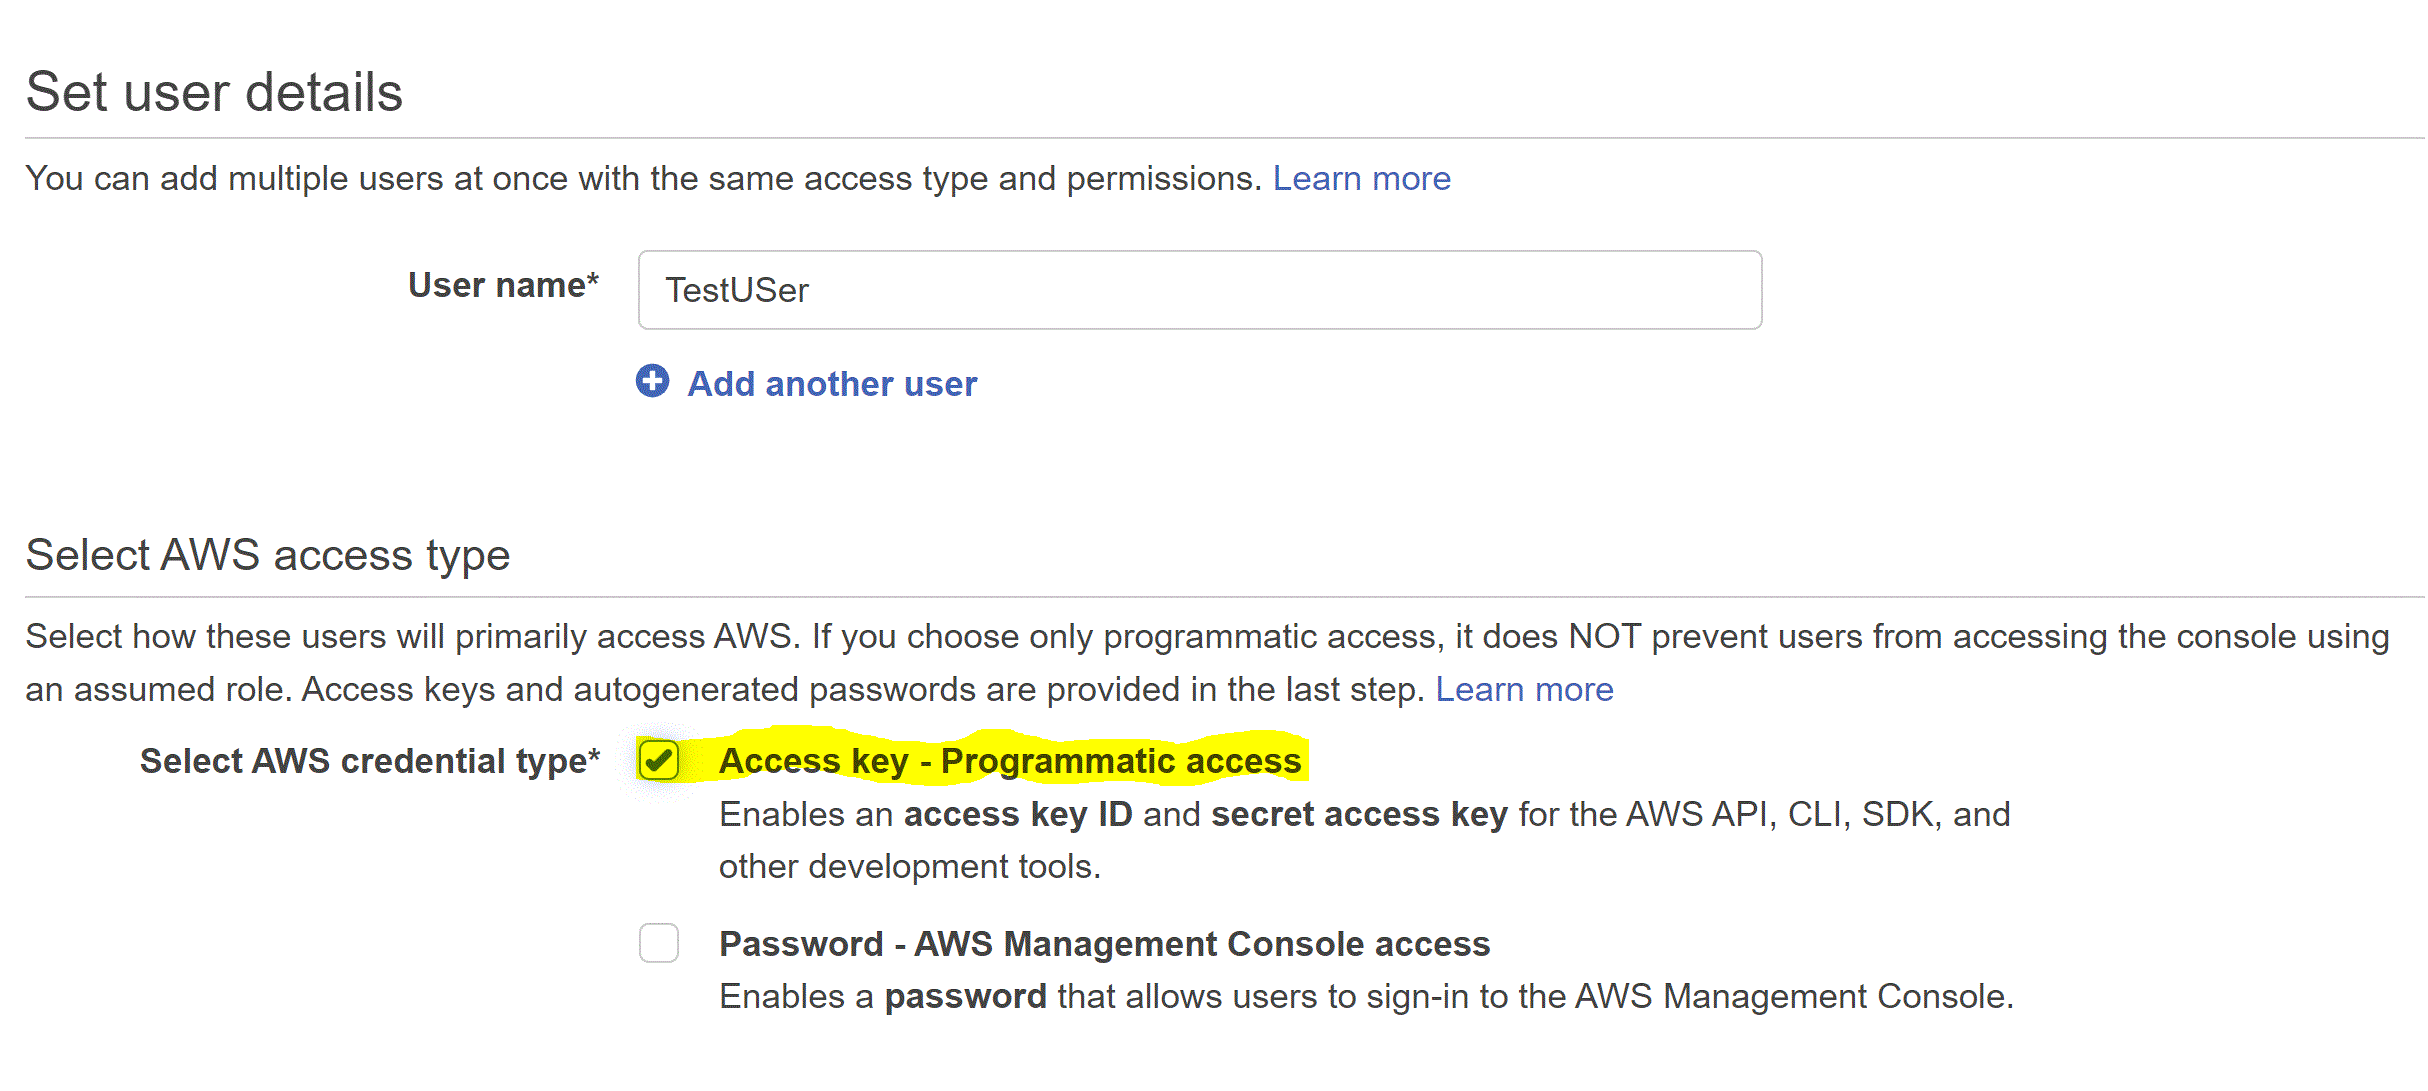 Set user details
You can add multiple users at once with the same access type and permissions. Learn more
User name* TestUSer
Add another user
Select AWS access type
Select how these users will primarily access AWS. If you choose only programmatic access, it does NOT prevent users from accessing the console using
an assumed role. Access keys and autogenerated passwords are provided in the last step. Learn more
Select AWS credential type* Access key - Programmatic access
Enables an access key ID and secret access key for the AWS API, CLI, SDK, and
other development tools.
Password - AWS Management Console access
Enables a password that allows users to sign-in to the AWS Management Console.